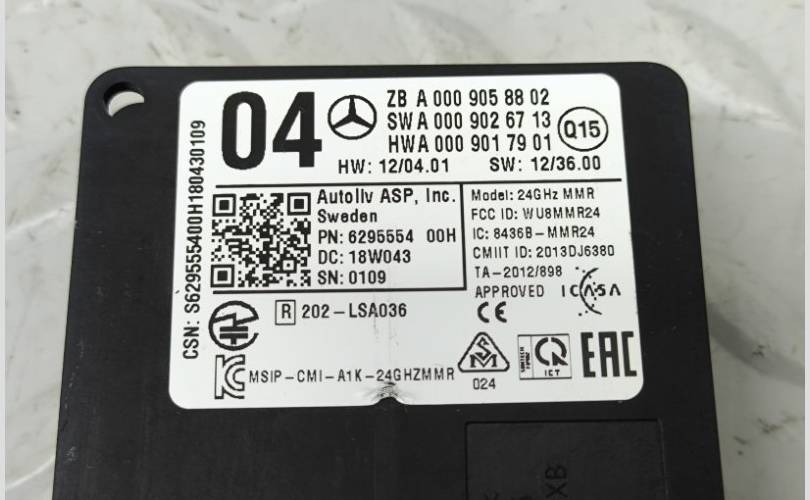 04
ZB A 000 905 88 02
SW A 000 902 67 13
HW A 000 901 79 01
Q15
HW: 12/04.01 SW: 12/36.00
Autoliv ASP, Inc.
Sweden
PN: 6295554 00H
DC: 18W043
SN: 0109
Model: 24GHz MMR
FCC ID: WU8MMR24
IC: 8436B-MMR24
CMIIT ID: 2013DJ6380
TA-2012/898
APPROVED ICASA
CE
CSN: S629555400H180430109
R 202-LSA036
MSIP-CMI-A1K-24GHZMMR
024
ICT
EAC
XB